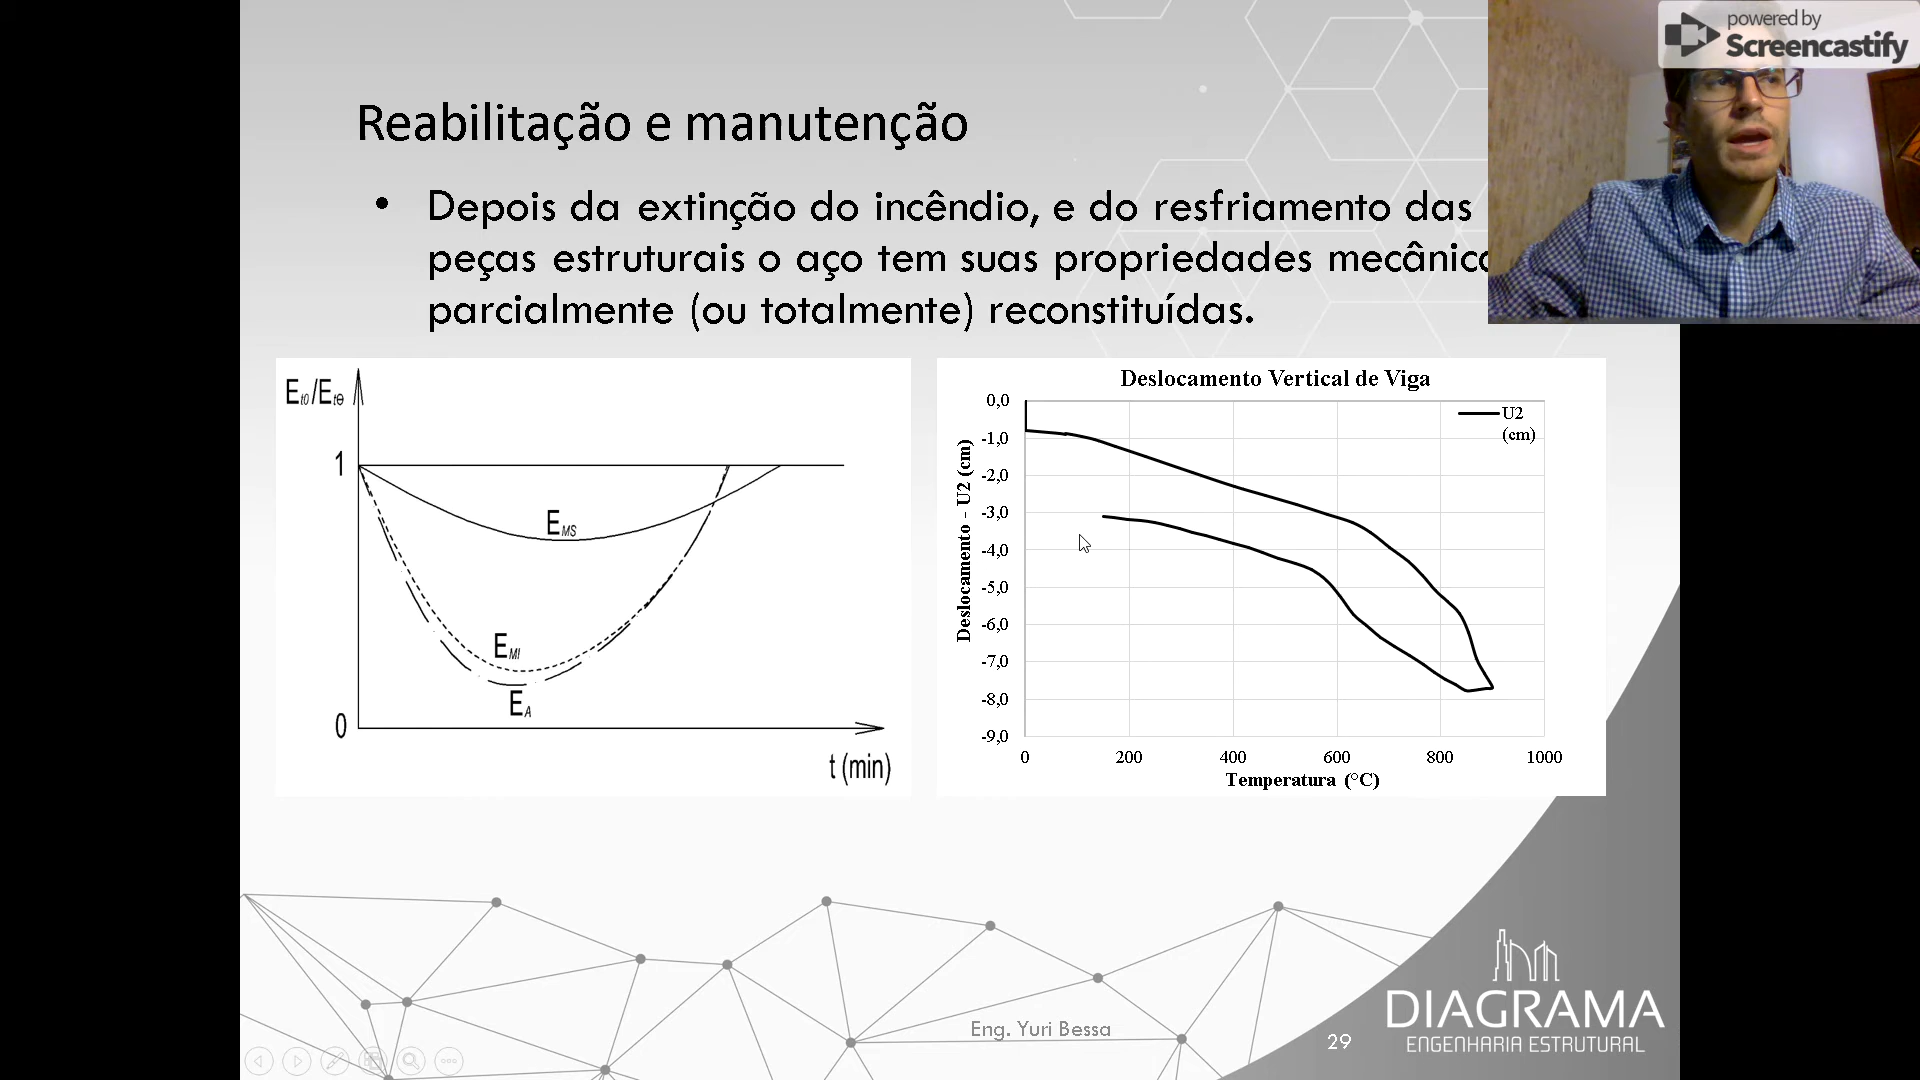 powered by
Screencastify
Reabilitação e manutenção
• Depois da extinção do incêndio, e do resfriamento das
peças estruturais o aço tem suas propriedades
parcialmente (ou totalmente) reconstituídas.
Et0/Etθ
1
EMS
EMI
EA
0
t (min)
Deslocamento Vertical de Viga
U2
(cm)
Deslocamento - U2 (cm)
0,0
-1,0
-2,0
-3,0
-4,0
-5,0
-6,0
-7,0
-8,0
-9,0
0 200 400 600 800 1000
Temperatura (°C)
Eng. Yuri Bessa
29
DIAGRAMA
ENGENHARIA ESTRUTURAL